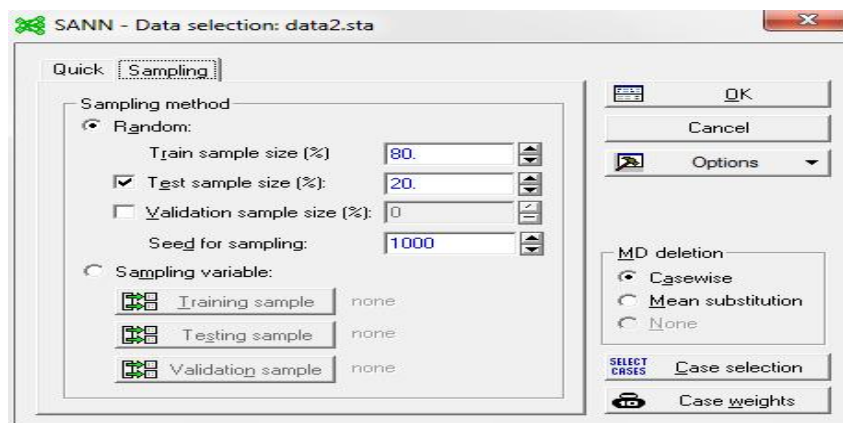 SANN - Data selection: data2.sta
Quick Sampling
Sampling method
Random:
Train sample size (%) 80.
Test sample size (%): 20.
Validation sample size (%): 0
Seed for sampling: 1000
Sampling variable:
Training sample none
Testing sample none
Validation sample none
OK
Cancel
Options
MD deletion
Casewise
Mean substitution
None
SELECT CASES Case selection
Case weights